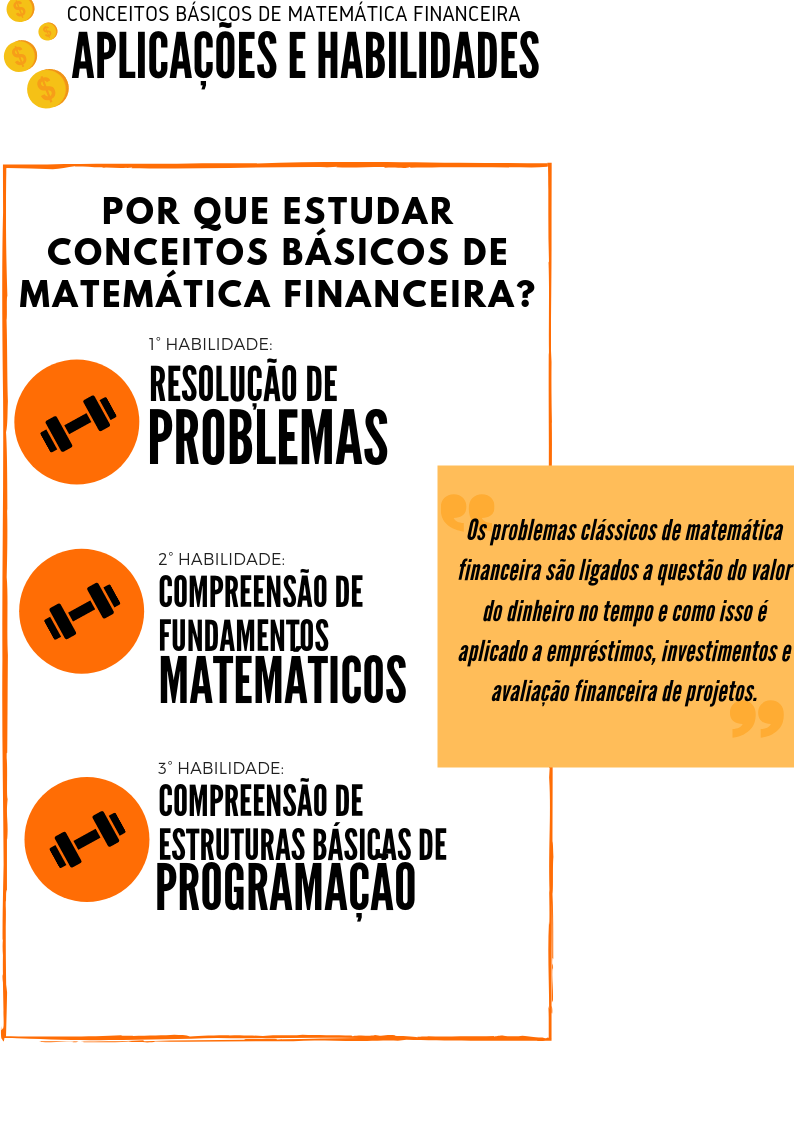 CONCEITOS BÁSICOS DE MATEMÁTICA FINANCEIRA
APLICAÇÕES E HABILIDADES
POR QUE ESTUDAR
CONCEITOS BÁSICOS DE
MATEMÁTICA FINANCEIRA?
1° HABILIDADE:
RESOLUÇÃO DE
PROBLEMAS
2° HABILIDADE:
COMPREENSÃO DE
FUNDAMENTOS
MATEMÁTICOS
3° HABILIDADE:
COMPREENSÃO DE
ESTRUTURAS BÁSICAS DE
PROGRAMAÇÃO
Os problemas clássicos de matemática
financeira são ligados a questão do valor
do dinheiro no tempo e como isso é
aplicado a empréstimos, investimentos e
avaliação financeira de projetos.